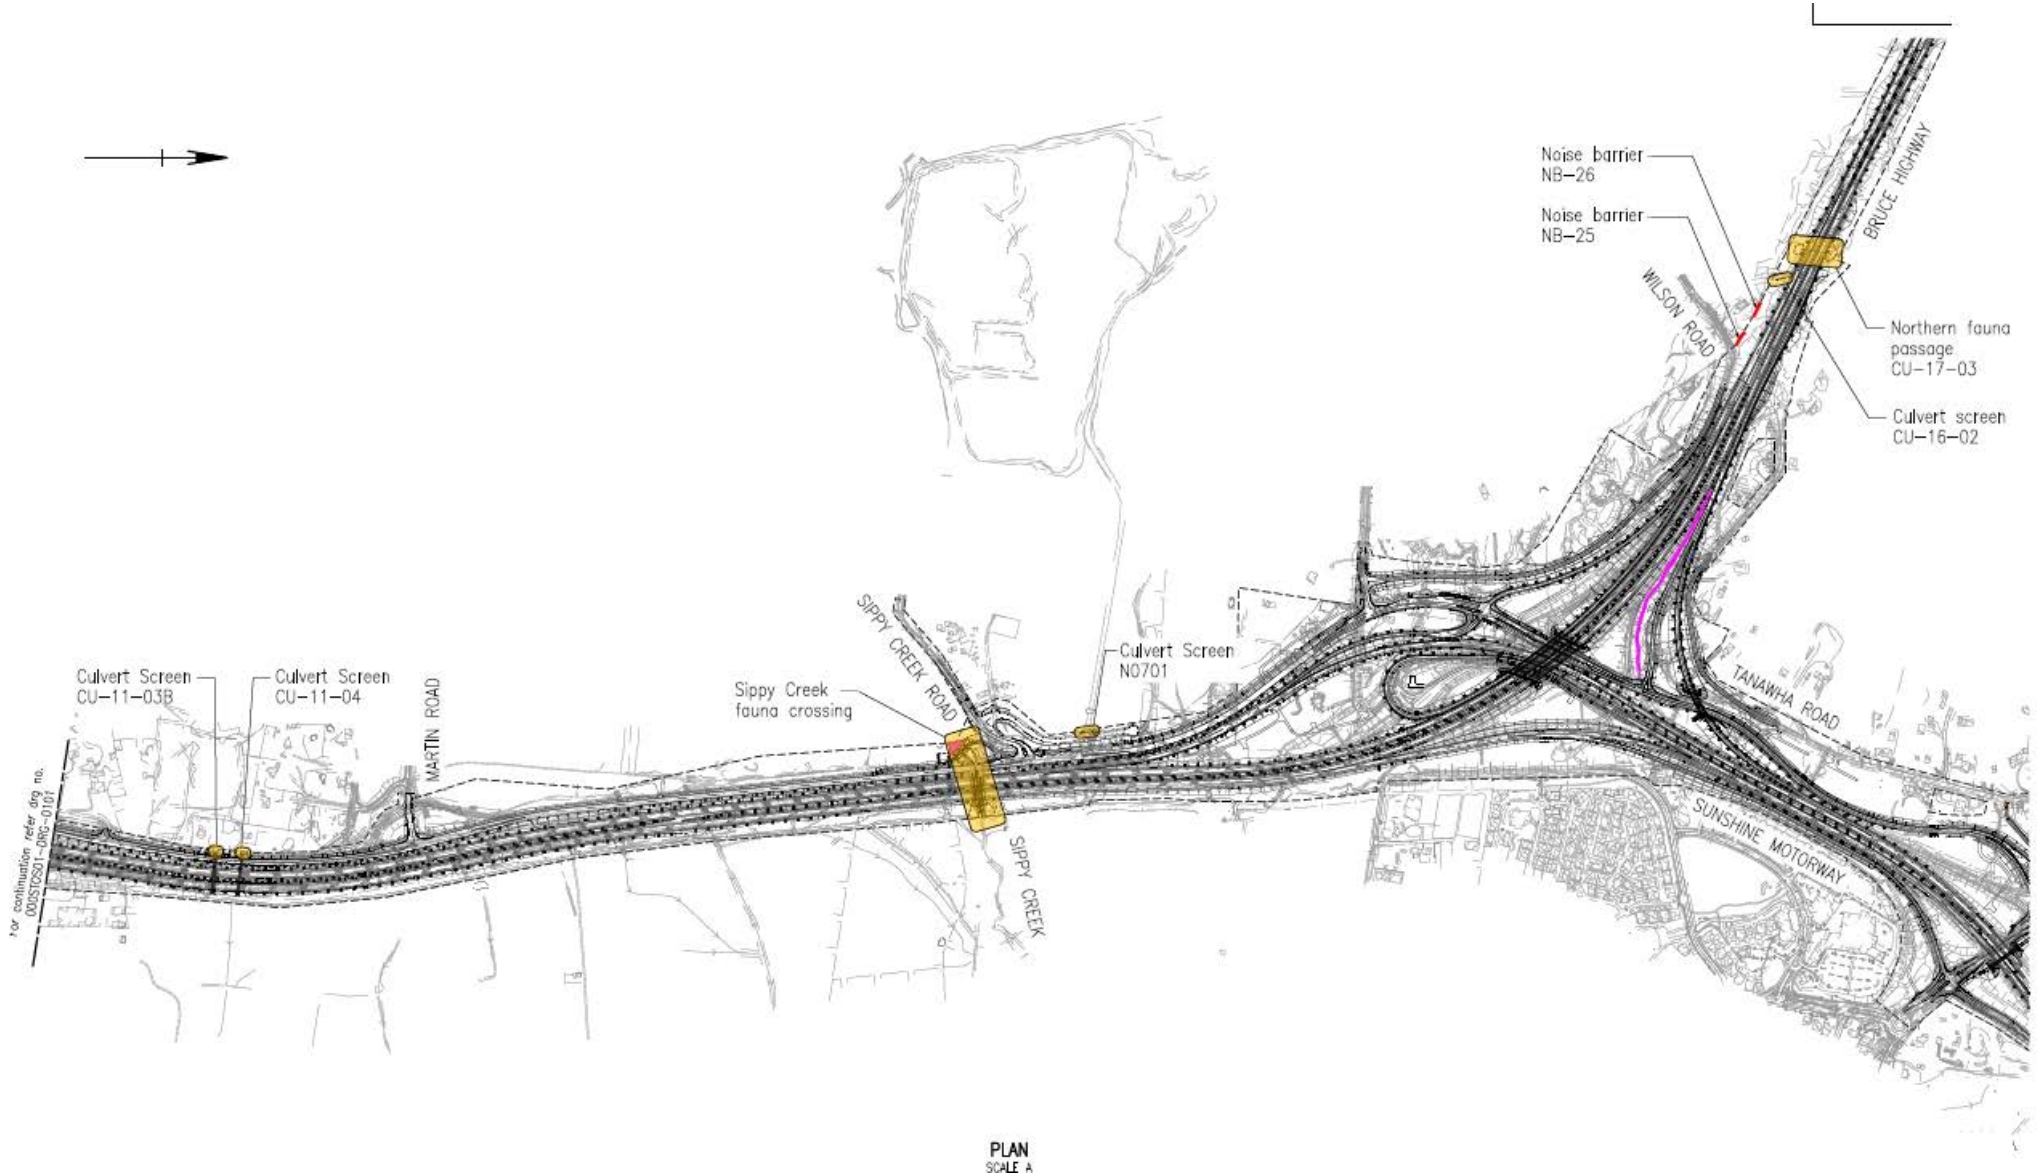 Noise barrier
NB-26
Noise barrier
NB-25
BRUCE HIGHWAY
WILSON ROAD
Northern fauna
passage
CU-17-03
Culvert screen
CU-16-02
SIPPY CREEK ROAD
Culvert Screen
N0701
Culvert Screen
CU-11-03B
Culvert Screen
CU-11-04
MARTIN ROAD
Sippy Creek
fauna crossing
TANAWHA ROAD
SUNSHINE MOTORWAY
SIPPY CREEK
For continuation refer drg no.
000STOS01-DRG-0101
PLAN
SCALE A